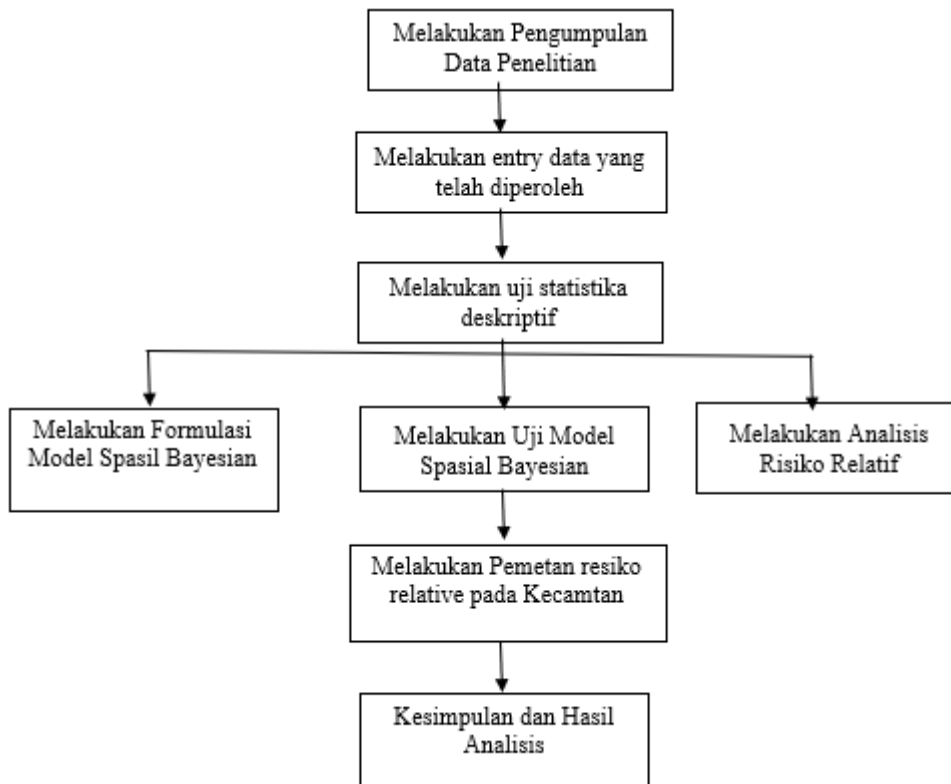 Melakukan Pengumpulan
Data Penelitian
Melakukan entry data yang
telah diperoleh
Melakukan uji statistika
deskriptif
Melakukan Formulasi
Model Spasil Bayesian
Melakukan Uji Model
Spasial Bayesian
Melakukan Analisis
Risiko Relatif
Melakukan Pemetan resiko
relative pada Kecamtan
Kesimpulan dan Hasil
Analisis